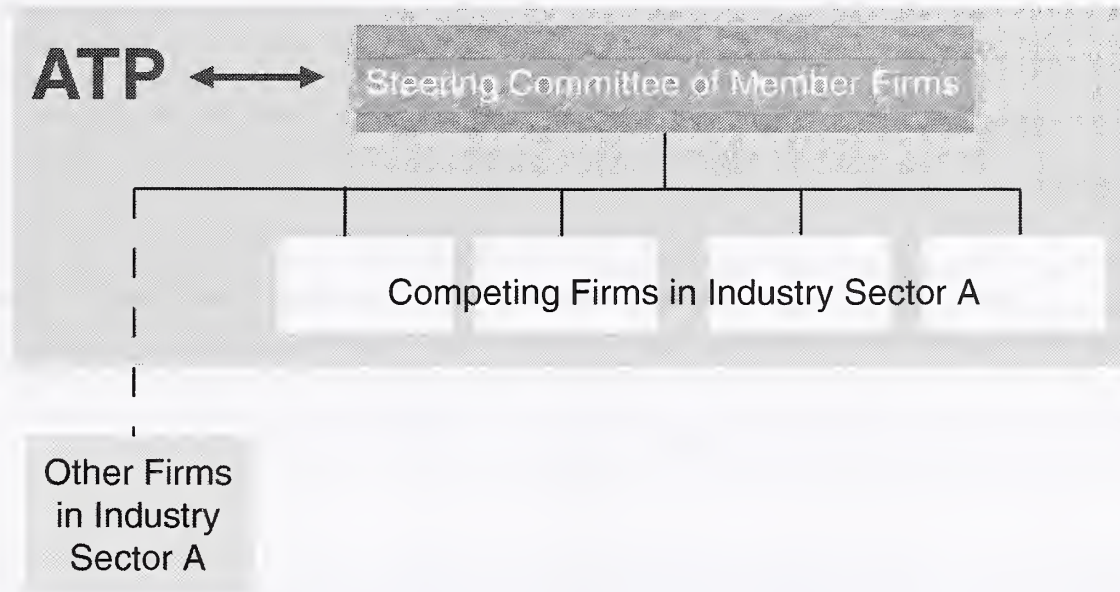 ATP
Steering Committee of Member Firms
Competing Firms in Industry Sector A
Other Firms
in Industry
Sector A